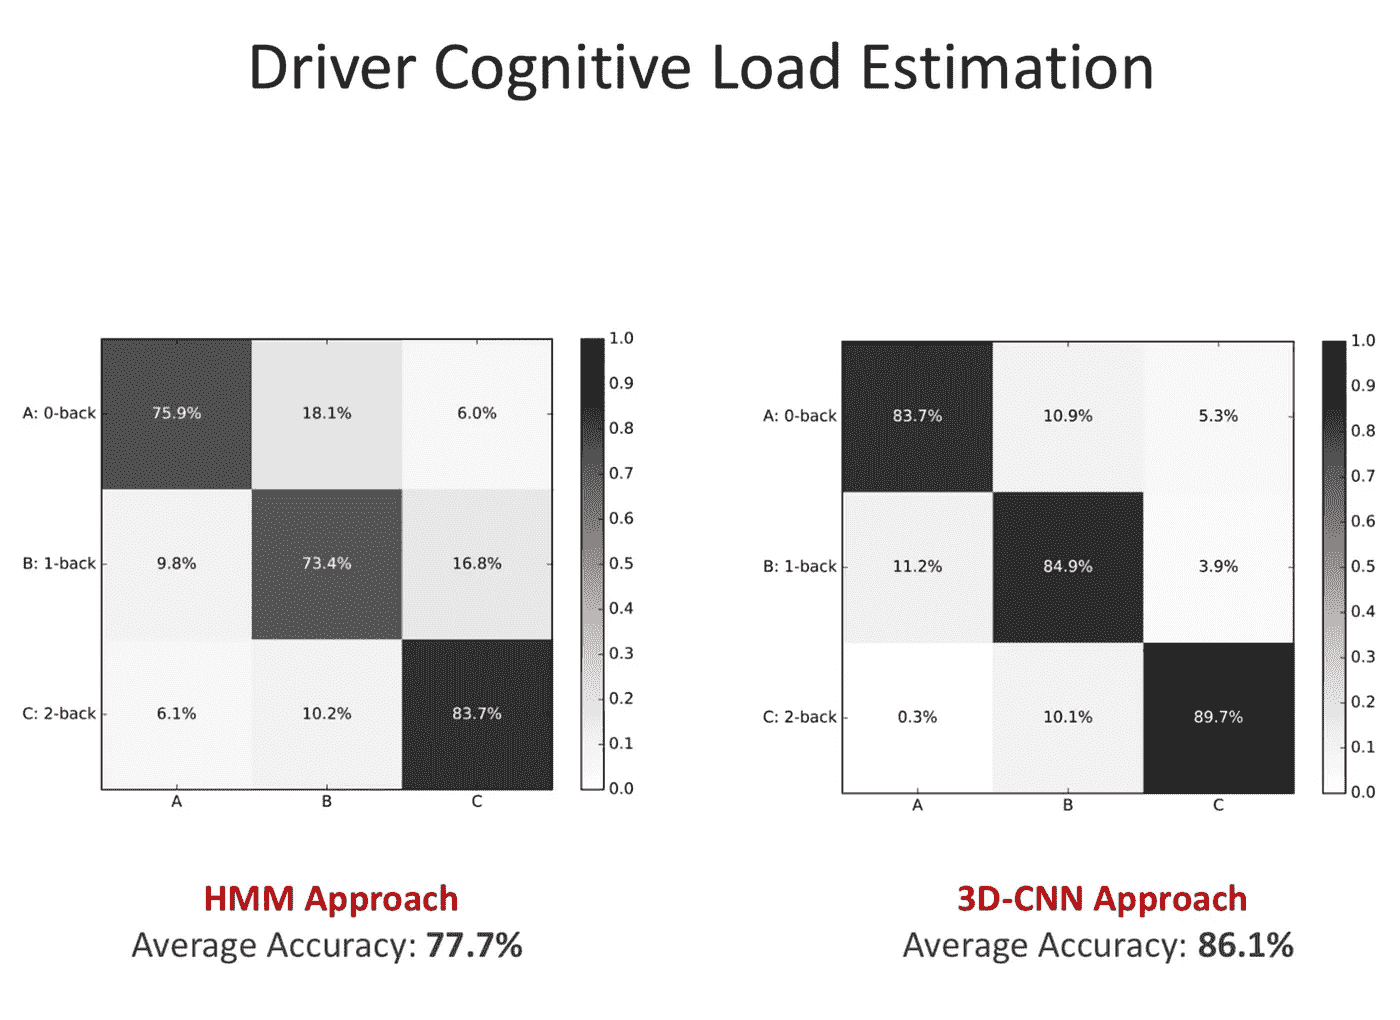 Driver Cognitive Load Estimation
A: 0-back 75.9% 18.1% 6.0%
B: 1-back 9.8% 73.4% 16.8%
C: 2-back 6.1% 10.2% 83.7%
A B C
1.0
0.9
0.8
0.7
0.6
0.5
0.4
0.3
0.2
0.1
0.0
HMM Approach
Average Accuracy: 77.7%
A: 0-back 83.7% 10.9% 5.3%
B: 1-back 11.2% 84.9% 3.9%
C: 2-back 0.3% 10.1% 89.7%
A B C
1.0
0.9
0.8
0.7
0.6
0.5
0.4
0.3
0.2
0.1
0.0
3D-CNN Approach
Average Accuracy: 86.1%